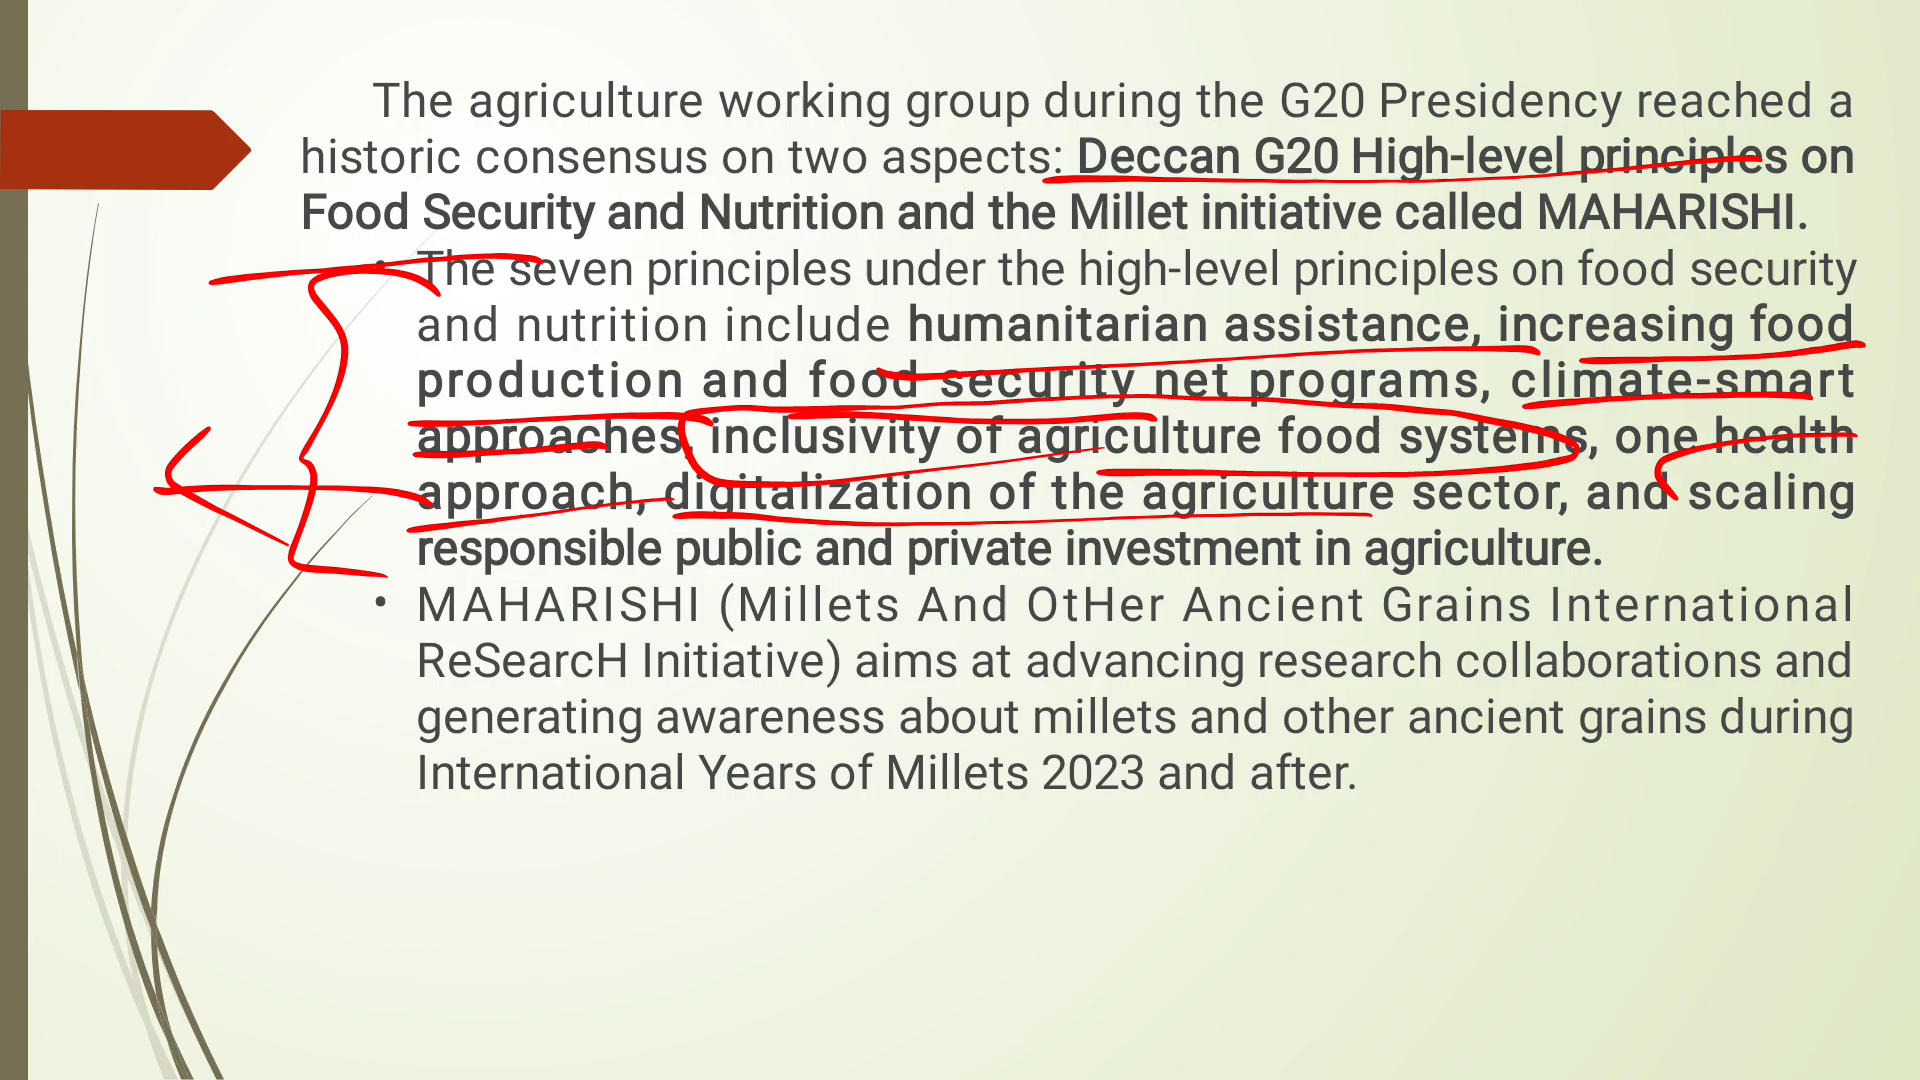 The agriculture working group during the G20 Presidency reached a
historic consensus on two aspects: Deccan G20 High-level principles on
Food Security and Nutrition and the Millet initiative called MAHARISHI.
• The seven principles under the high-level principles on food security
and nutrition include humanitarian assistance, increasing food
production and food security net programs, climate-smart
approaches, inclusivity of agriculture food systems, one health
approach, digitalization of the agriculture sector, and scaling
responsible public and private investment in agriculture.
• MAHARISHI (Millets And OtHer Ancient Grains International
ReSearcH Initiative) aims at advancing research collaborations and
generating awareness about millets and other ancient grains during
International Years of Millets 2023 and after.